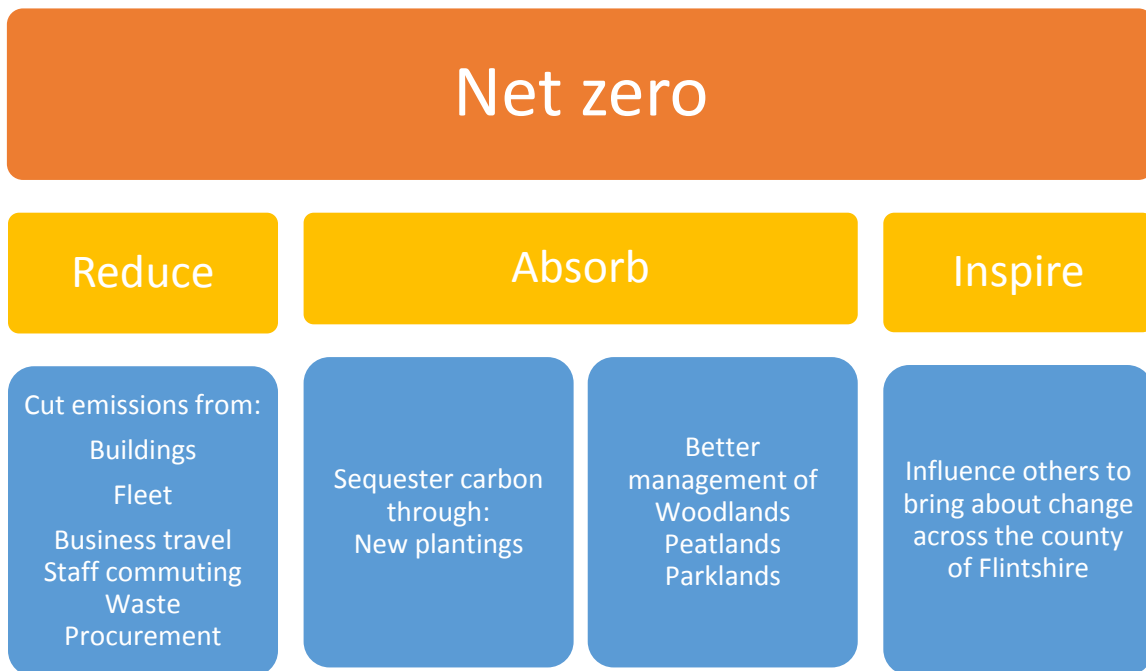 Net zero
Reduce
Absorb
Inspire
Cut emissions from:
Buildings
Fleet
Business travel
Staff commuting
Waste
Procurement
Sequester carbon
through:
New plantings
Better
management of
Woodlands
Peatlands
Parklands
Influence others to
bring about change
across the county
of Flintshire